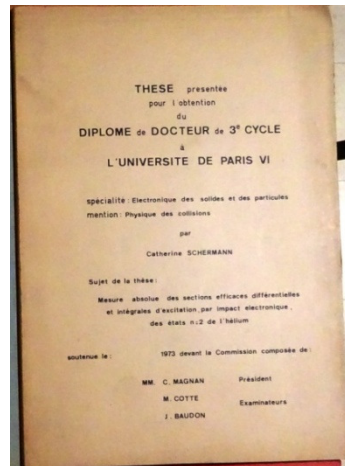 THESE presentée
pour l obtention
du
DIPLOME de DOCTEUR de 3e CYCLE
à
L'UNIVERSITE DE PARIS VI
spécialité : Electronique des solides et des particules
mention : Physique des collisions
par
Catherine SCHERMANN
Sujet de la thèse :
Mesure absolue des sections efficaces différentielles
et intégrales d'excitation, par impact electronique,
des états n=2 de l'hélium
soutenue le : 1973 devant la Commission composée de :
MM. C. MAGNAN Président
M. COTTE Examinateurs
J. BAUDON